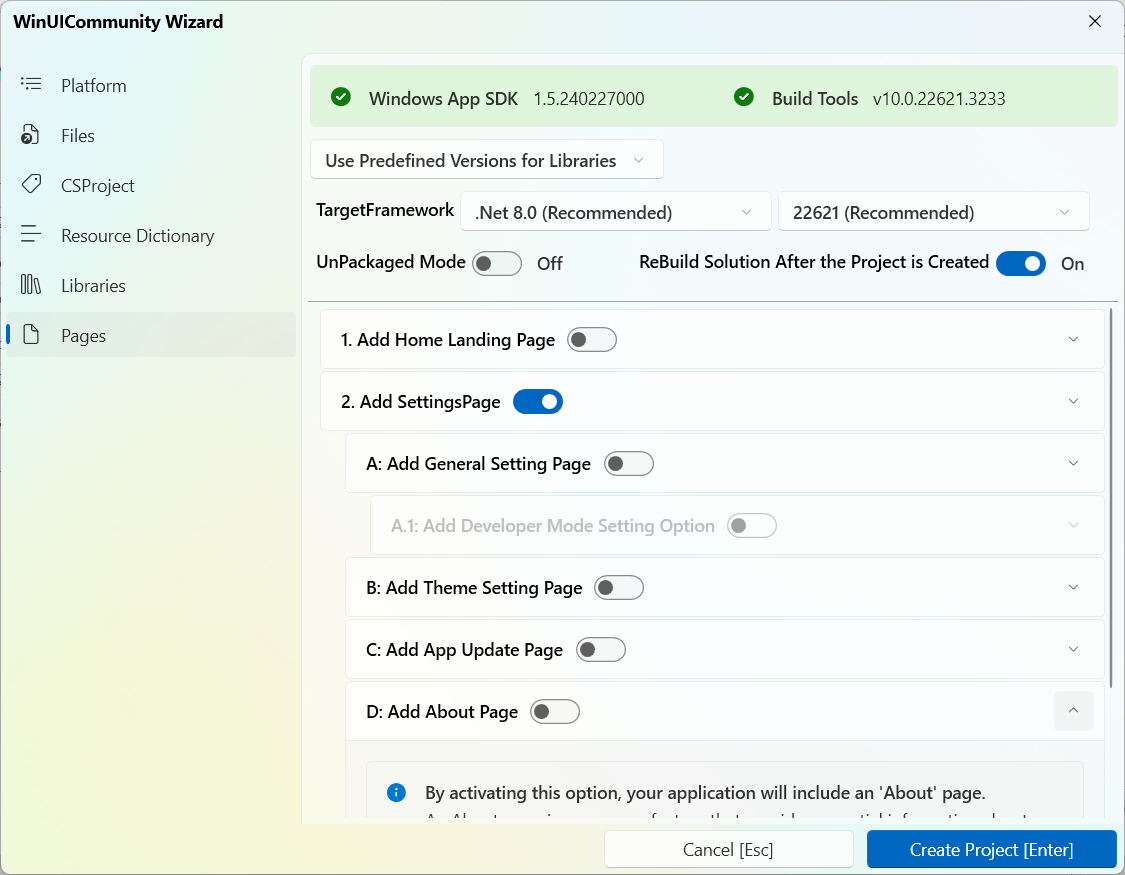 WinUICommunity Wizard
Platform
Files
CSProject
Resource Dictionary
Libraries
Pages
Windows App SDK 1.5.240227000 Build Tools v10.0.22621.3233
Use Predefined Versions for Libraries
TargetFramework .Net 8.0 (Recommended) 22621 (Recommended)
UnPackaged Mode Off ReBuild Solution After the Project is Created On
1. Add Home Landing Page
2. Add SettingsPage
A: Add General Setting Page
A.1: Add Developer Mode Setting Option
B: Add Theme Setting Page
C: Add App Update Page
D: Add About Page
By activating this option, your application will include an 'About' page.
Cancel [Esc] Create Project [Enter]